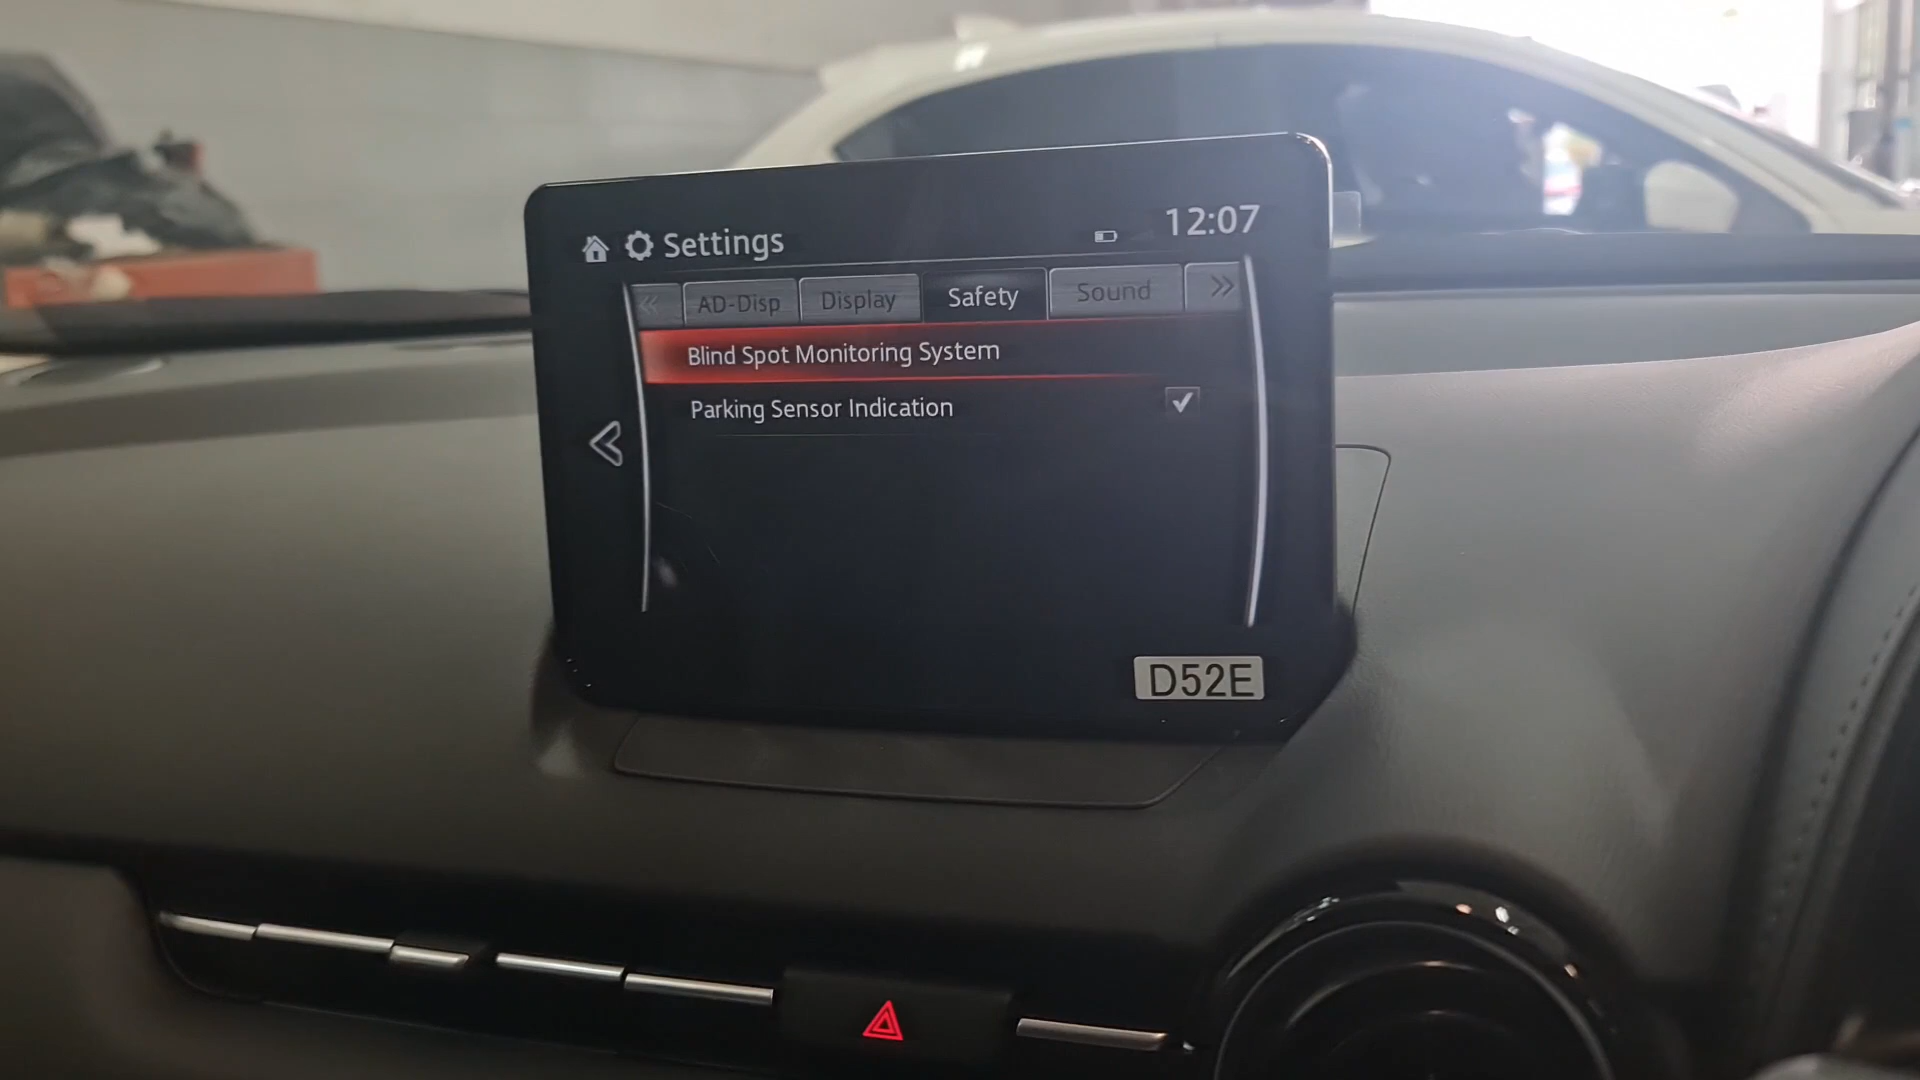 Settings
12:07
AD-Disp Display Safety Sound
Blind Spot Monitoring System
Parking Sensor Indication
D52E